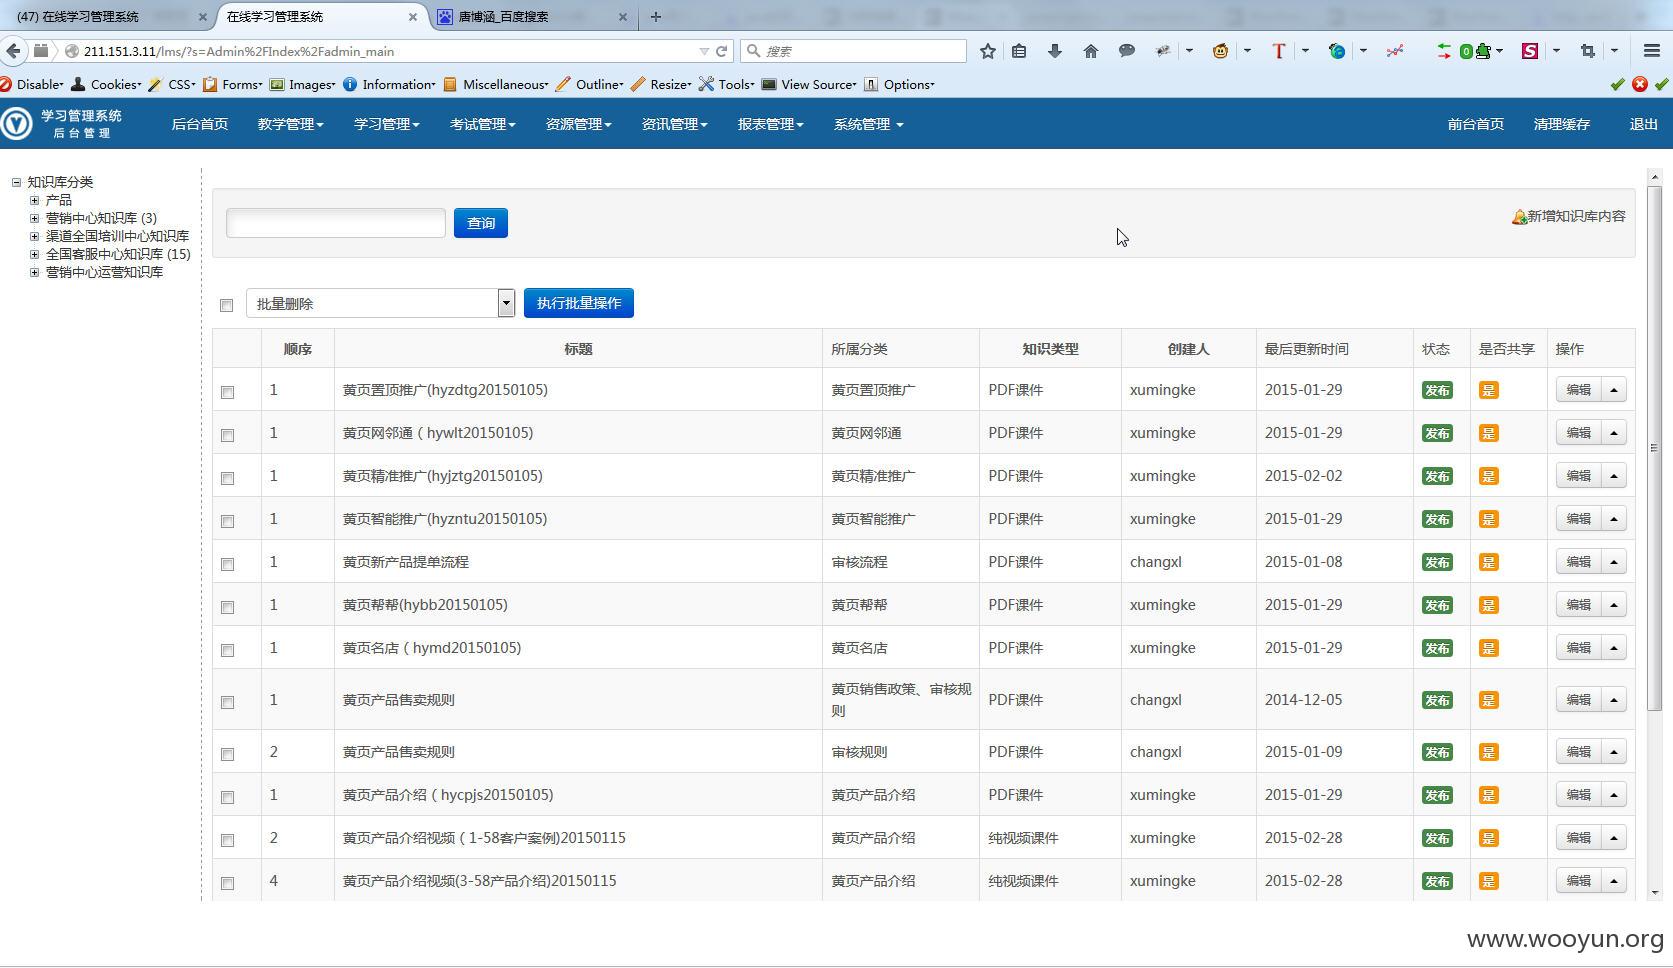 (47) 在线学习管理系统
在线学习管理系统
唐博涵_百度搜索
211.151.3.11/lms/?s=Admin%2FIndex%2Fadmin_main
搜索
Disable Cookies CSS Forms Images Information Miscellaneous Outline Resize Tools View Source Options
学习管理系统
后台管理
后台首页 教学管理 学习管理 考试管理 资源管理 资讯管理 报表管理 系统管理 前台首页 清理缓存 退出
知识库分类
产品
营销中心知识库 (3)
渠道全国培训中心知识库
全国客服中心知识库 (15)
营销中心运营知识库
查询
新增知识库内容
批量删除 执行批量操作
顺序 标题 所属分类 知识类型 创建人 最后更新时间 状态 是否共享 操作
1 黄页置顶推广(hyzdtg20150105) 黄页置顶推广 PDF课件 xumingke 2015-01-29 发布 是 编辑
1 黄页网邻通（hywlt20150105) 黄页网邻通 PDF课件 xumingke 2015-01-29 发布 是 编辑
1 黄页精准推广(hyjztg20150105) 黄页精准推广 PDF课件 xumingke 2015-02-02 发布 是 编辑
1 黄页智能推广(hyzntu20150105) 黄页智能推广 PDF课件 xumingke 2015-01-29 发布 是 编辑
1 黄页新产品提单流程 审核流程 PDF课件 changxl 2015-01-08 发布 是 编辑
1 黄页帮帮(hybb20150105) 黄页帮帮 PDF课件 xumingke 2015-01-29 发布 是 编辑
1 黄页名店（hymd20150105) 黄页名店 PDF课件 xumingke 2015-01-29 发布 是 编辑
1 黄页产品售卖规则 黄页销售政策、审核规则 PDF课件 changxl 2014-12-05 发布 是 编辑
2 黄页产品售卖规则 审核规则 PDF课件 changxl 2015-01-09 发布 是 编辑
1 黄页产品介绍（hycpjs20150105) 黄页产品介绍 PDF课件 xumingke 2015-01-29 发布 是 编辑
2 黄页产品介绍视频（1-58客户案例)20150115 黄页产品介绍 纯视频课件 xumingke 2015-02-28 发布 是 编辑
4 黄页产品介绍视频(3-58产品介绍)20150115 黄页产品介绍 纯视频课件 xumingke 2015-02-28 发布 是 编辑
www.wooyun.org